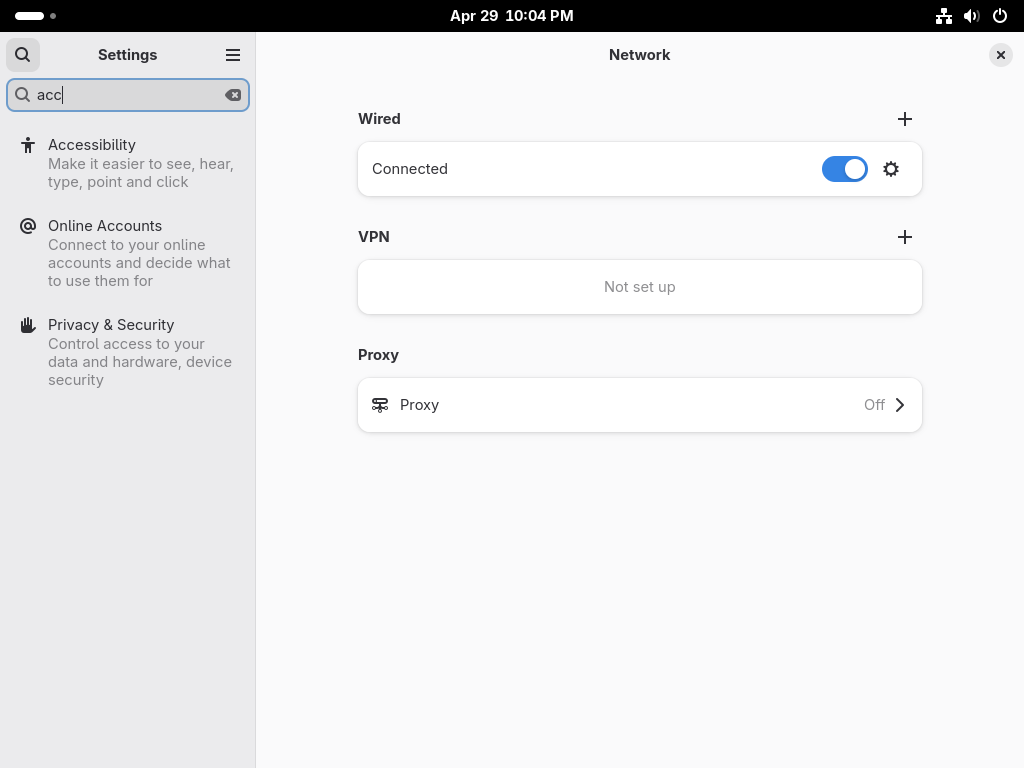 Apr 29 10:04 PM
Settings
Network
acc
Accessibility
Make it easier to see, hear,
type, point and click
Online Accounts
Connect to your online
accounts and decide what
to use them for
Privacy & Security
Control access to your
data and hardware, device
security
Wired
Connected
VPN
Not set up
Proxy
Proxy Off